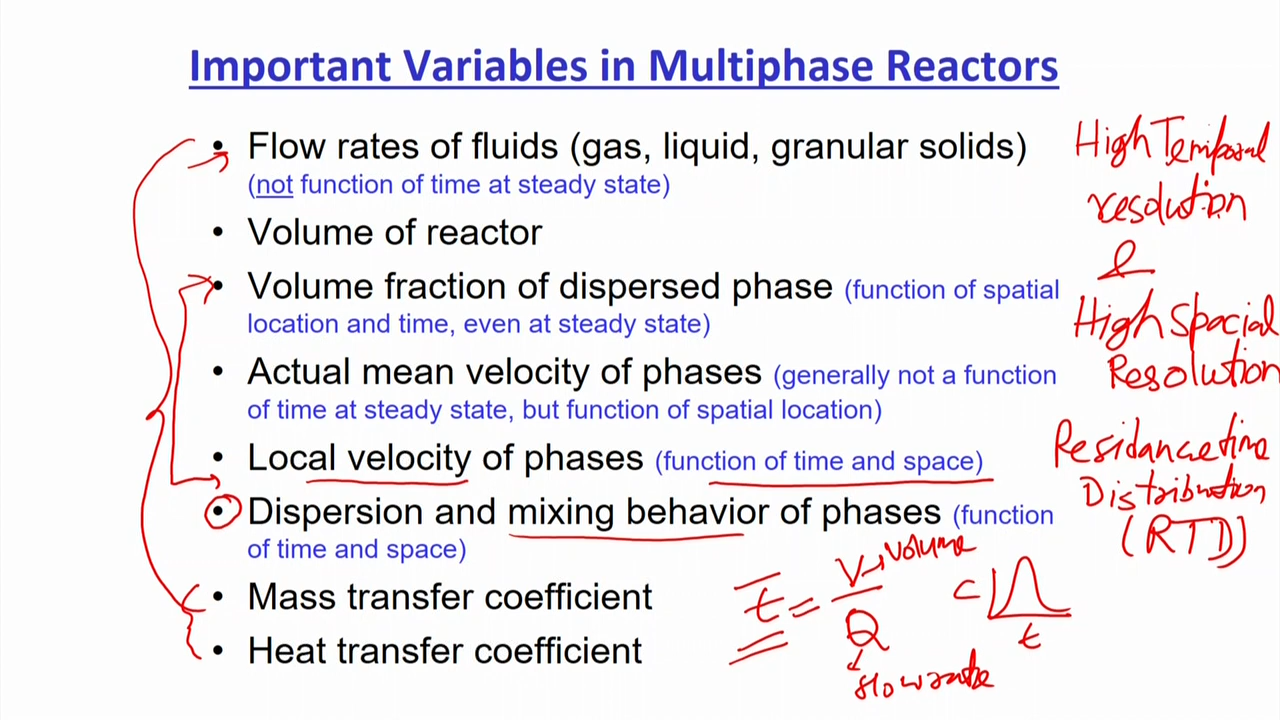 Important Variables in Multiphase Reactors
• Flow rates of fluids (gas, liquid, granular solids)
(not function of time at steady state)
• Volume of reactor
• Volume fraction of dispersed phase (function of spatial
location and time, even at steady state)
• Actual mean velocity of phases (generally not a function
of time at steady state, but function of spatial location)
• Local velocity of phases (function of time and space)
• Dispersion and mixing behavior of phases (function
of time and space)
• Mass transfer coefficient
• Heat transfer coefficient
High Temporal
resolution
&
High Spacial
Resolution
Residance time
Distribution
(RTD)
t̄ = V/Q
Volume
flowrate
C
t